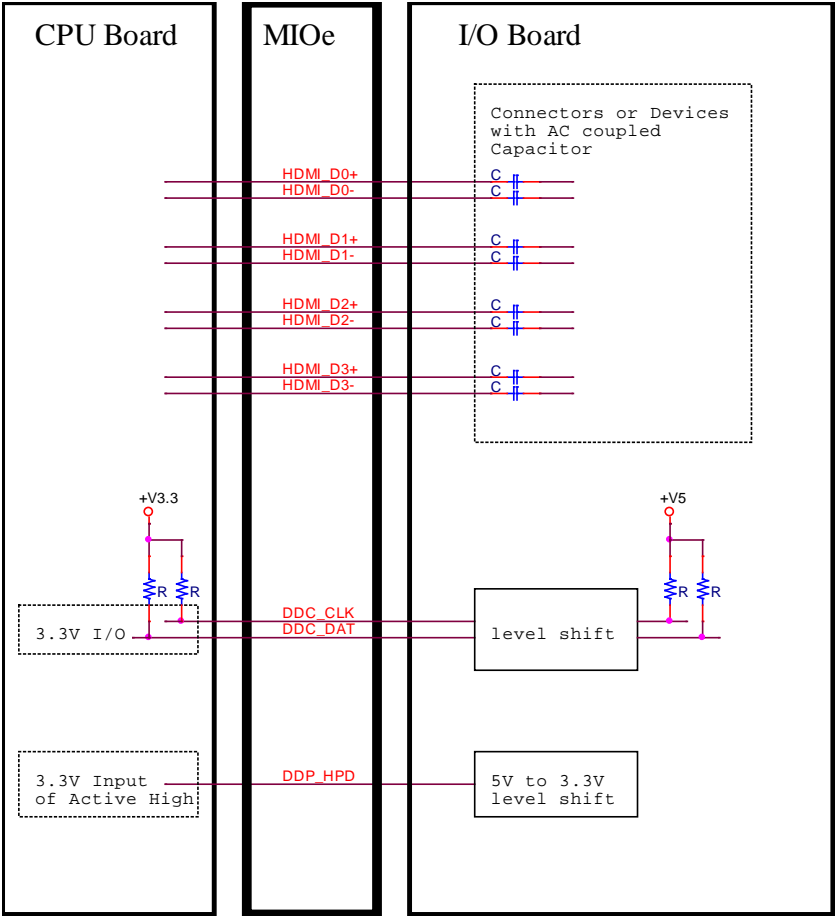 CPU Board
MIOe
I/O Board
Connectors or Devices
with AC coupled
Capacitor
HDMI_D0+
C
HDMI_D0-
C
HDMI_D1+
C
HDMI_D1-
C
HDMI_D2+
C
HDMI_D2-
C
HDMI_D3+
C
HDMI_D3-
C
+V3.3
+V5
R
R
R
R
DDC_CLK
DDC_DAT
3.3V I/O
level shift
DDP_HPD
3.3V Input
of Active High
5V to 3.3V
level shift